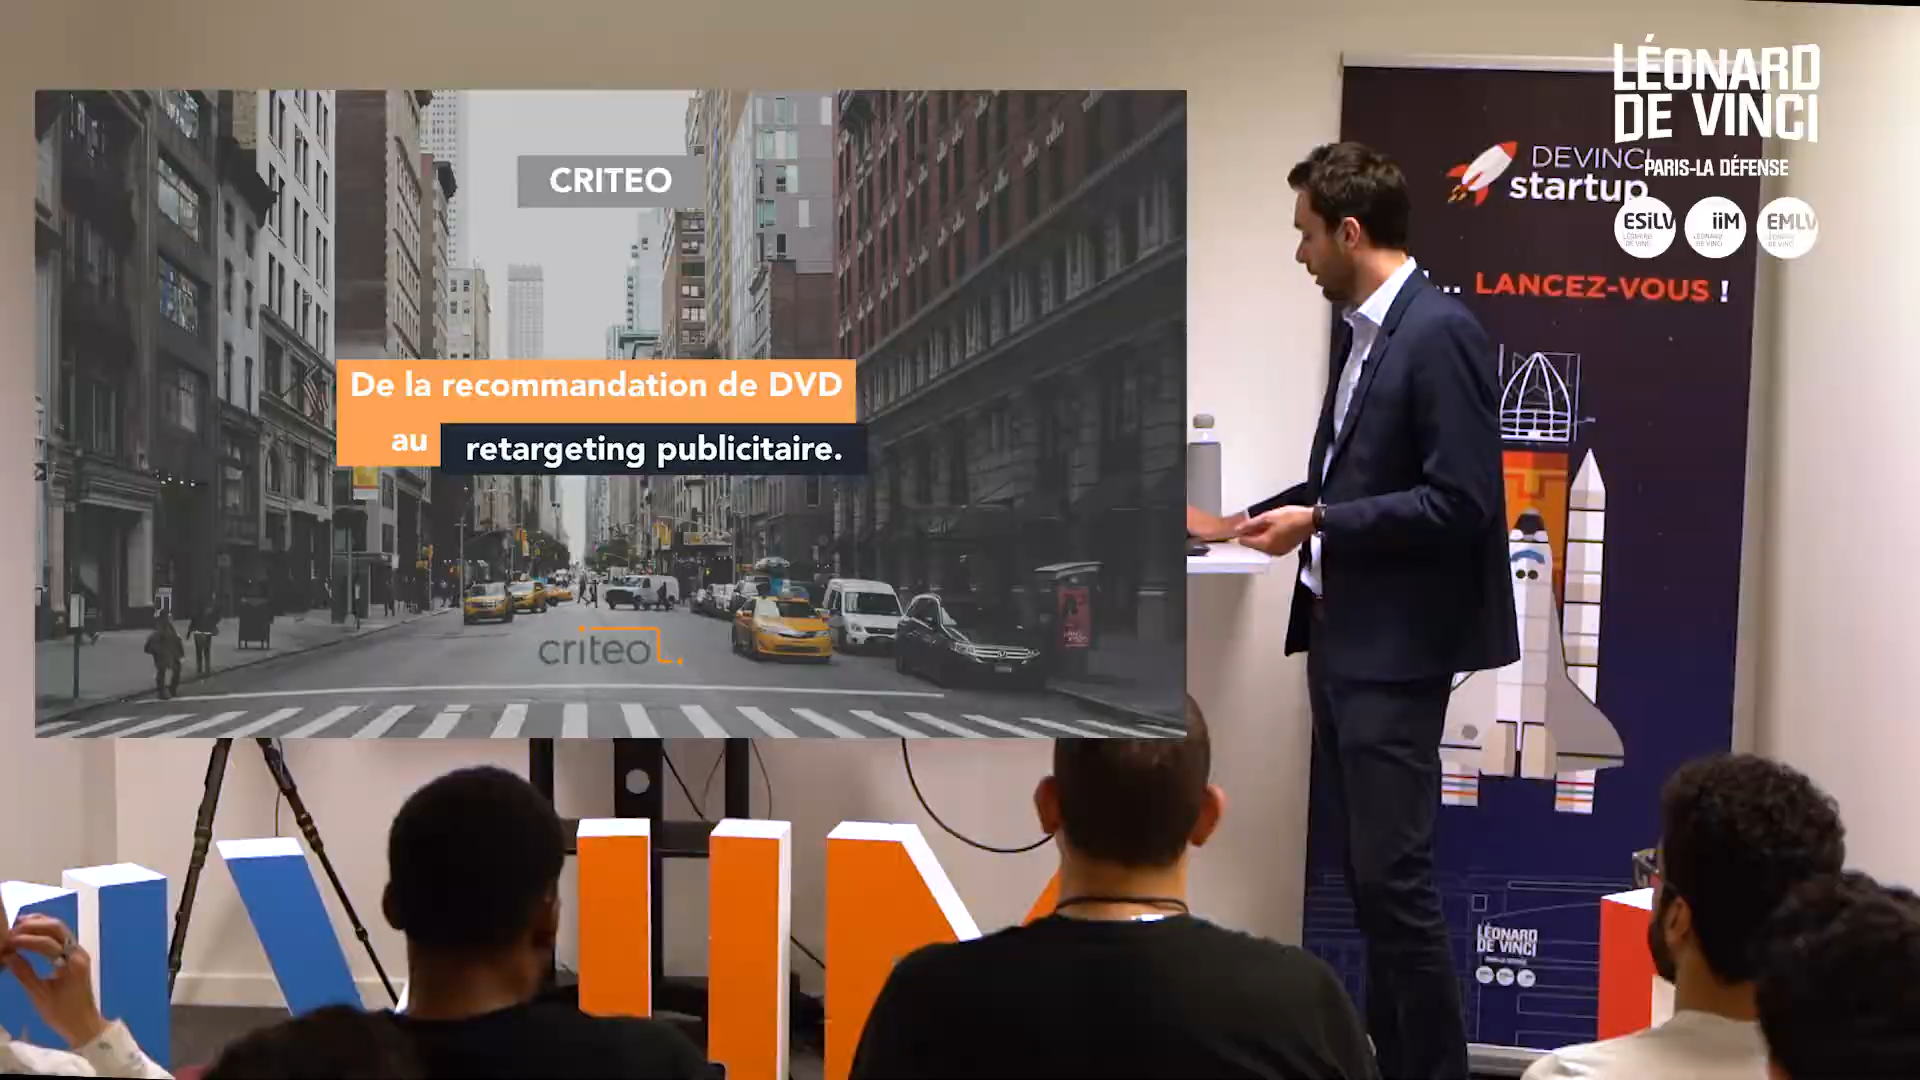 CRITEO
De la recommandation de DVD
au retargeting publicitaire.
criteo
LÉONARD
DE VINCI
PARIS-LA DÉFENSE
ESILV
iiM
EMLV
DEVINCI
startup
... LANCEZ-VOUS !
LÉONARD
DE VINCI